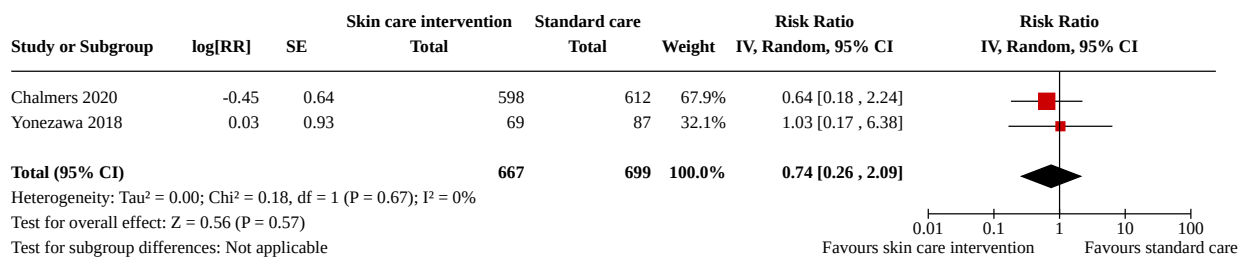 Skin care intervention Standard care Risk Ratio Risk Ratio
Study or Subgroup log[RR] SE Total Total Weight IV, Random, 95% CI IV, Random, 95% CI
Chalmers 2020 -0.45 0.64 598 612 67.9% 0.64 [0.18 , 2.24]
Yonezawa 2018 0.03 0.93 69 87 32.1% 1.03 [0.17 , 6.38]
Total (95% CI) 667 699 100.0% 0.74 [0.26 , 2.09]
Heterogeneity: Tau² = 0.00; Chi² = 0.18, df = 1 (P = 0.67); I² = 0%
Test for overall effect: Z = 0.56 (P = 0.57)
0.01 0.1 1 10 100
Test for subgroup differences: Not applicable Favours skin care intervention Favours standard care